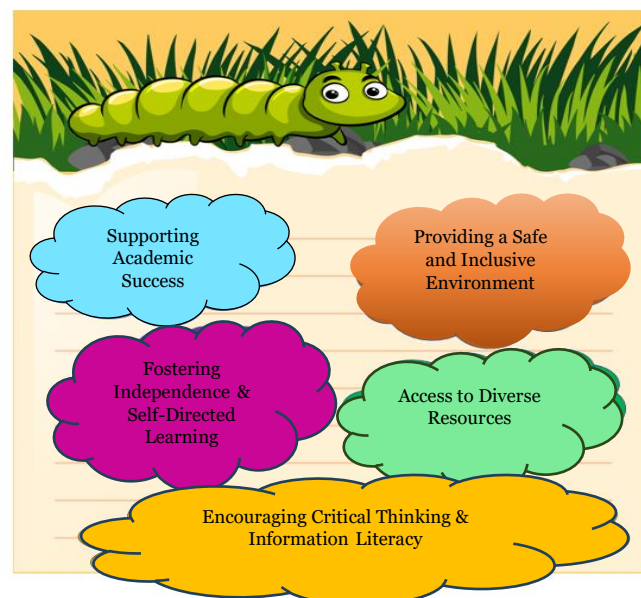 Supporting
Academic
Success
Providing a Safe
and Inclusive
Environment
Fostering
Independence &
Self-Directed
Learning
Access to Diverse
Resources
Encouraging Critical Thinking &
Information Literacy